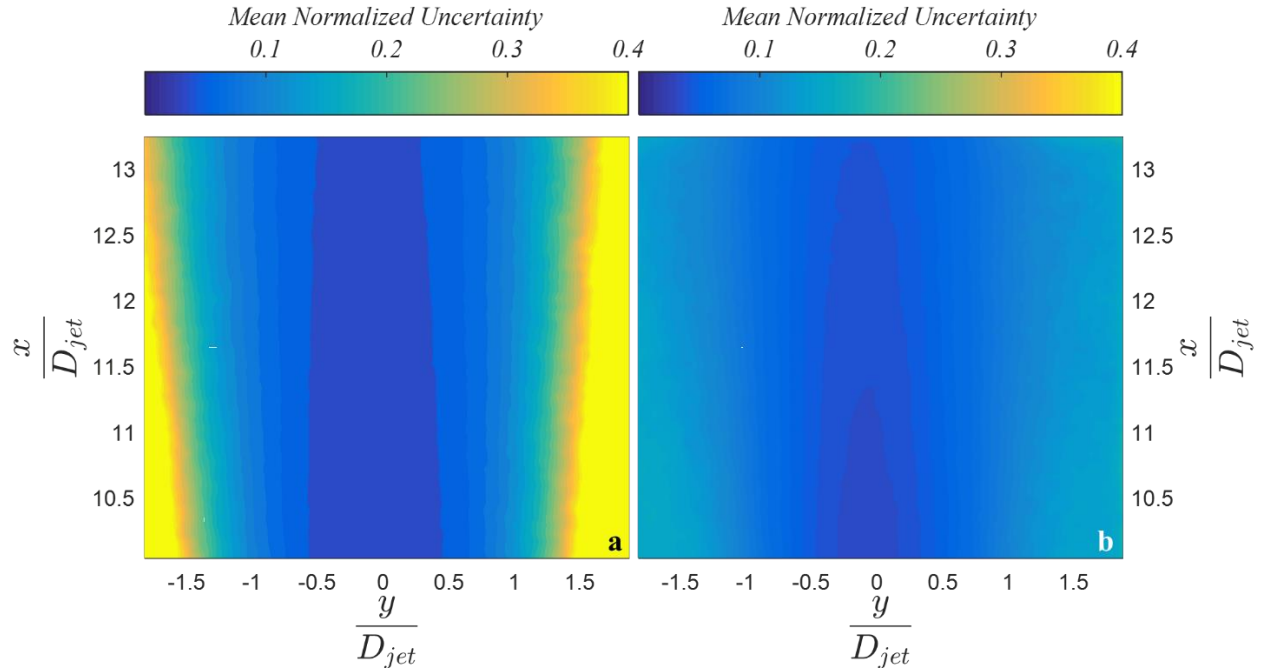 Mean Normalized Uncertainty
0.1 0.2 0.3 0.4
Mean Normalized Uncertainty
0.1 0.2 0.3 0.4
x
D_jet
13
12.5
12
11.5
11
10.5
a
-1.5 -1 -0.5 0 0.5 1 1.5
y
D_jet
b
-1.5 -1 -0.5 0 0.5 1 1.5
y
D_jet
13
12.5
12
11.5
11
10.5
x
D_jet